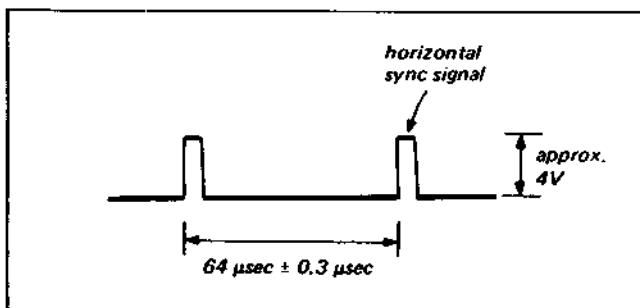 horizontal
sync signal
approx.
4V
64 µsec ± 0.3 µsec